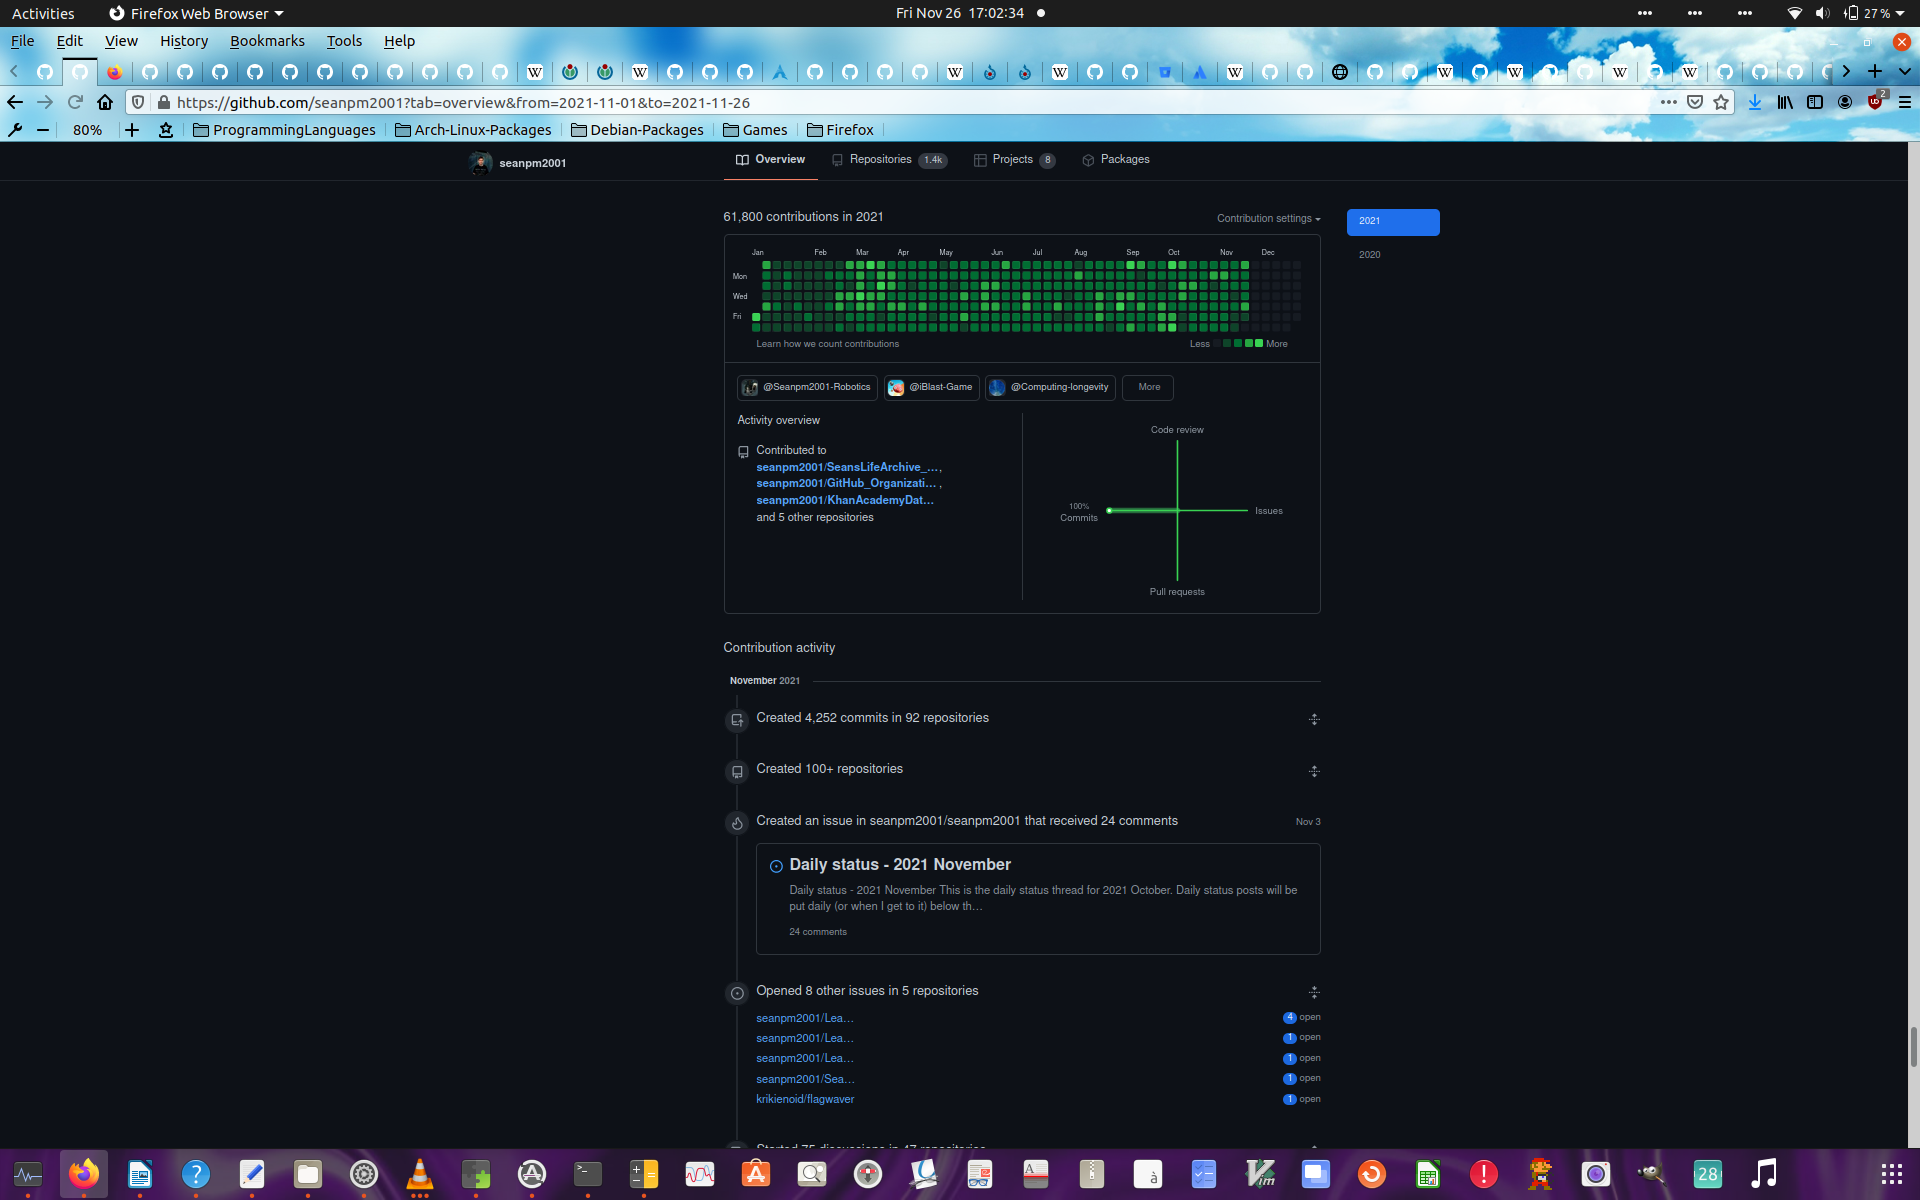 Activities
Firefox Web Browser
Fri Nov 26 17:02:34
27 %
File Edit View History Bookmarks Tools Help
https://github.com/seanpm2001?tab=overview&from=2021-11-01&to=2021-11-26
2
80%
ProgrammingLanguages
Arch-Linux-Packages
Debian-Packages
Games
Firefox
seanpm2001
Overview
Repositories 1.4k
Projects 8
Packages
61,800 contributions in 2021
Contribution settings
2021
2020
Jan Feb Mar Apr May Jun Jul Aug Sep Oct Nov Dec
Mon
Wed
Fri
Learn how we count contributions
Less More
@Seanpm2001-Robotics
@iBlast-Game
@Computing-longevity
More
Activity overview
Contributed to
seanpm2001/SeansLifeArchive_…,
seanpm2001/GitHub_Organizati… ,
seanpm2001/KhanAcademyDat…
and 5 other repositories
Code review
100%
Commits
Issues
Pull requests
Contribution activity
November 2021
Created 4,252 commits in 92 repositories
Created 100+ repositories
Created an issue in seanpm2001/seanpm2001 that received 24 comments
Nov 3
Daily status - 2021 November
Daily status - 2021 November This is the daily status thread for 2021 October. Daily status posts will be
put daily (or when I get to it) below th…
24 comments
Opened 8 other issues in 5 repositories
seanpm2001/Lea… 4 open
seanpm2001/Lea… 1 open
seanpm2001/Lea… 1 open
seanpm2001/Sea… 1 open
krikienoid/flagwaver 1 open
Started 75 discussions in 47 repositories
28